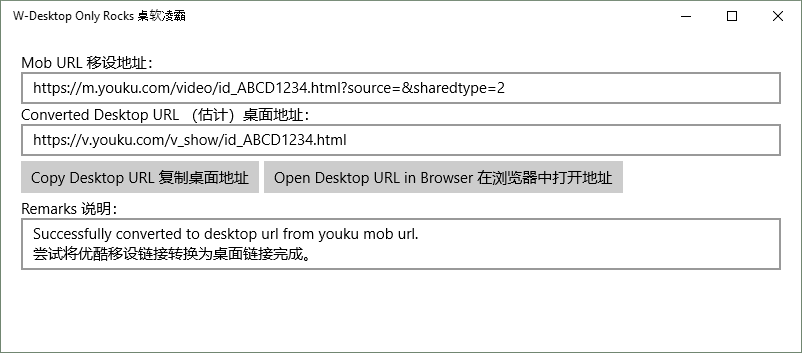 W-Desktop Only Rocks 桌软凌霸
Mob URL 移设地址：
https://m.youku.com/video/id_ABCD1234.html?source=&sharedtype=2
Converted Desktop URL （估计）桌面地址：
https://v.youku.com/v_show/id_ABCD1234.html
Copy Desktop URL 复制桌面地址
Open Desktop URL in Browser 在浏览器中打开地址
Remarks 说明：
Successfully converted to desktop url from youku mob url.
尝试将优酷移设链接转换为桌面链接完成。